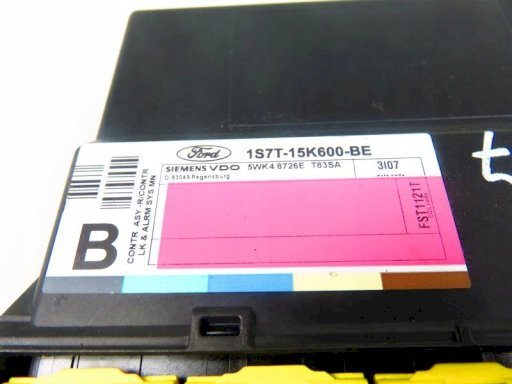 Ford 1S7T-15K600-BE
SIEMENS VDO 5WK4 8726E T83SA 3I07
D-93049 Regensburg
B
CONTR ASY -R/CONTR
LK & ALRM SYS MN
FST1121T